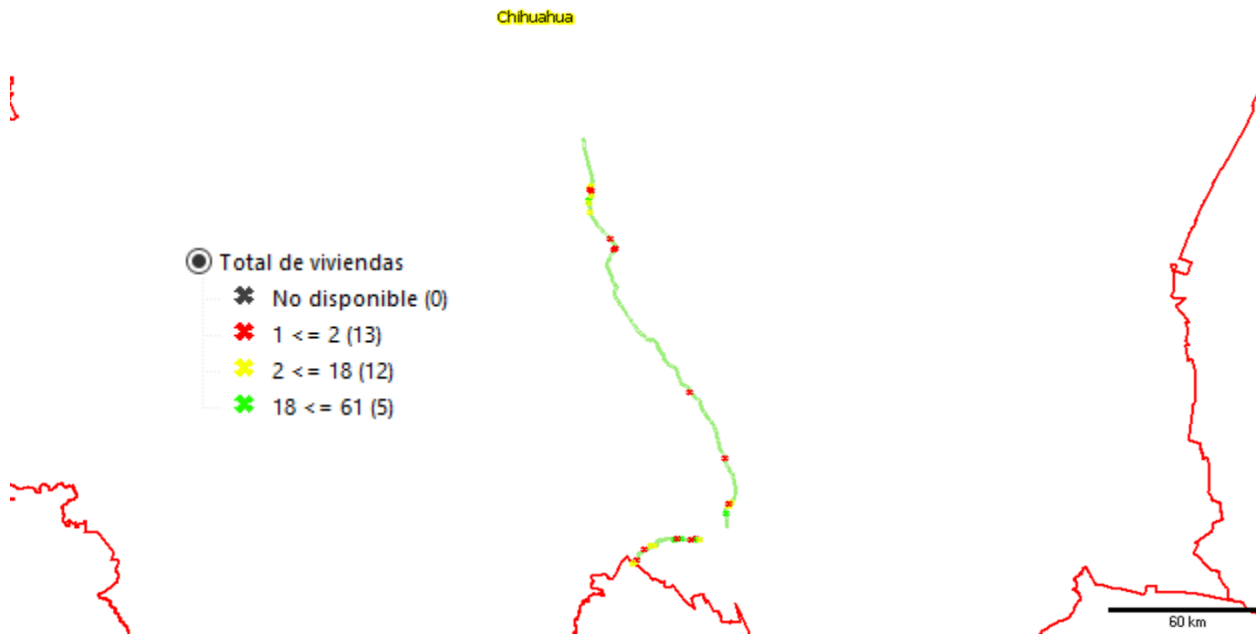 Chihuahua
Total de viviendas
No disponible (0)
1 <= 2 (13)
2 <= 18 (12)
18 <= 61 (5)
60 km